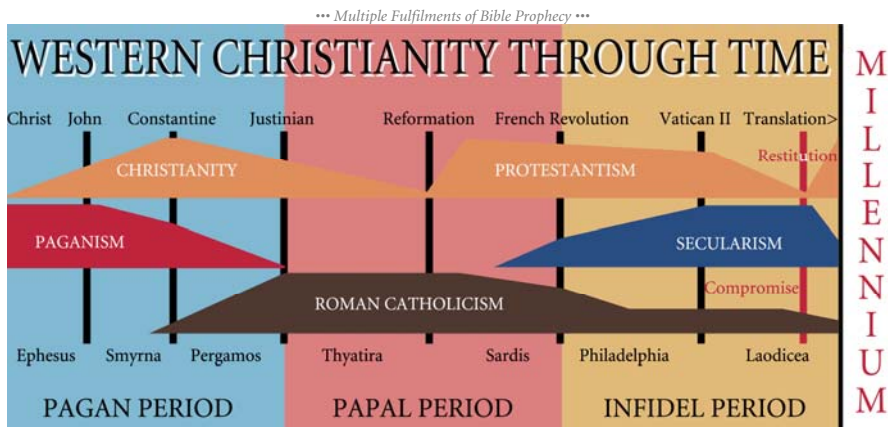 ••• Multiple Fulfilments of Bible Prophecy •••
WESTERN CHRISTIANITY THROUGH TIME
Christ John Constantine Justinian Reformation French Revolution Vatican II Translation>
Restitution
CHRISTIANITY PROTESTANTISM
PAGANISM SECULARISM
Compromise
ROMAN CATHOLICISM
Ephesus Smyrna Pergamos Thyatira Sardis Philadelphia Laodicea
PAGAN PERIOD PAPAL PERIOD INFIDEL PERIOD
MILLENNIUM